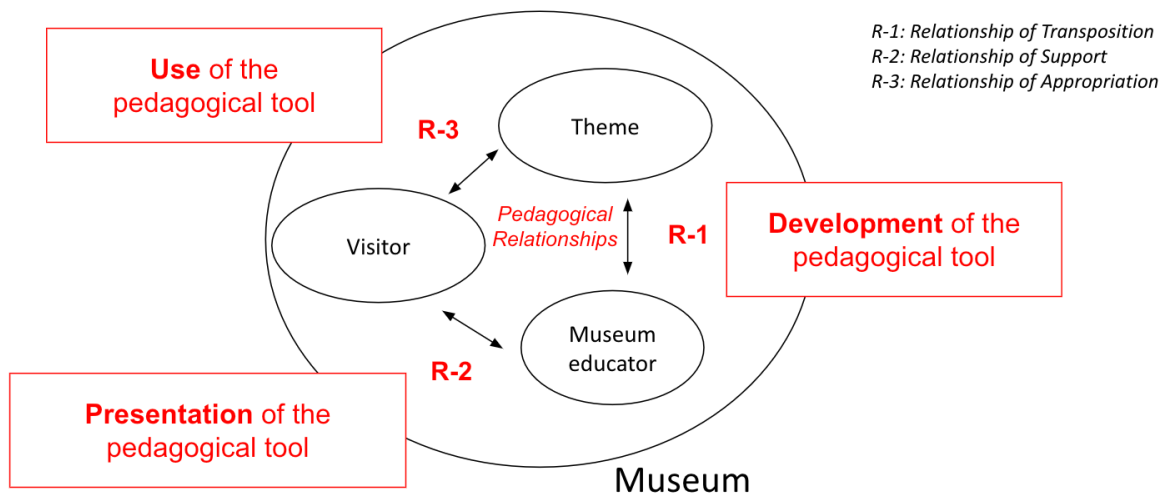 R-1: Relationship of Transposition
R-2: Relationship of Support
R-3: Relationship of Appropriation
Use of the
pedagogical tool
R-3
Theme
Pedagogical
Relationships
R-1
Visitor
Development of the
pedagogical tool
Museum
educator
R-2
Presentation of the
pedagogical tool
Museum